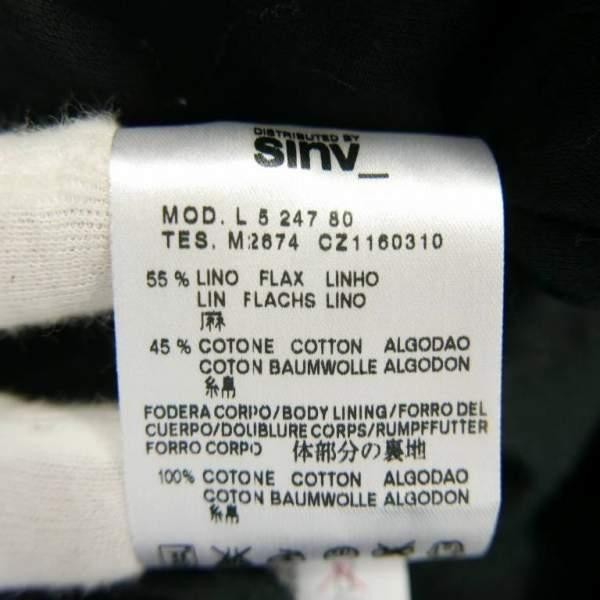 DISTRIBUTED BY
sinv_
MOD. L 5 247 80
TES. M2674 CZ1160310
55 % LINO FLAX LINHO
LIN FLACHS LINO
麻
45 % COTONE COTTON ALGODAO
COTON BAUMWOLLE ALGODON
綿
FODERA CORPO/BODY LINING/FORRO DEL
CUERPO/DOUBLURE CORPS/RUMPFFUTTER
FORRO CORPO 体部分の裏地
100% COTONE COTTON ALGODAO
COTON BAUMWOLLE ALGODON
綿